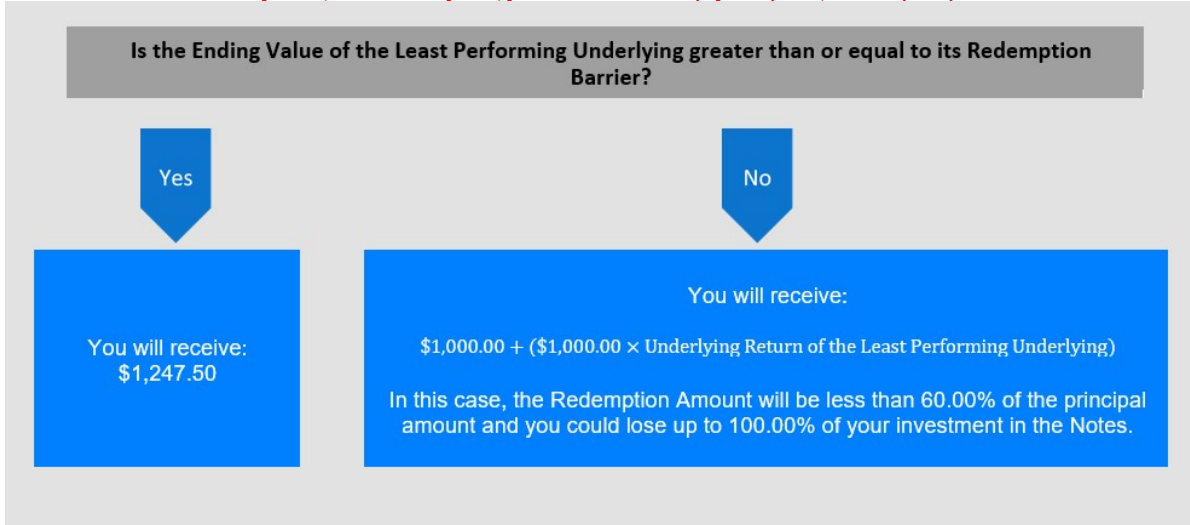 Is the Ending Value of the Least Performing Underlying greater than or equal to its Redemption
Barrier?
Yes
No
You will receive:
$1,247.50
You will receive:
$1,000.00 + ($1,000.00 × Underlying Return of the Least Performing Underlying)
In this case, the Redemption Amount will be less than 60.00% of the principal
amount and you could lose up to 100.00% of your investment in the Notes.